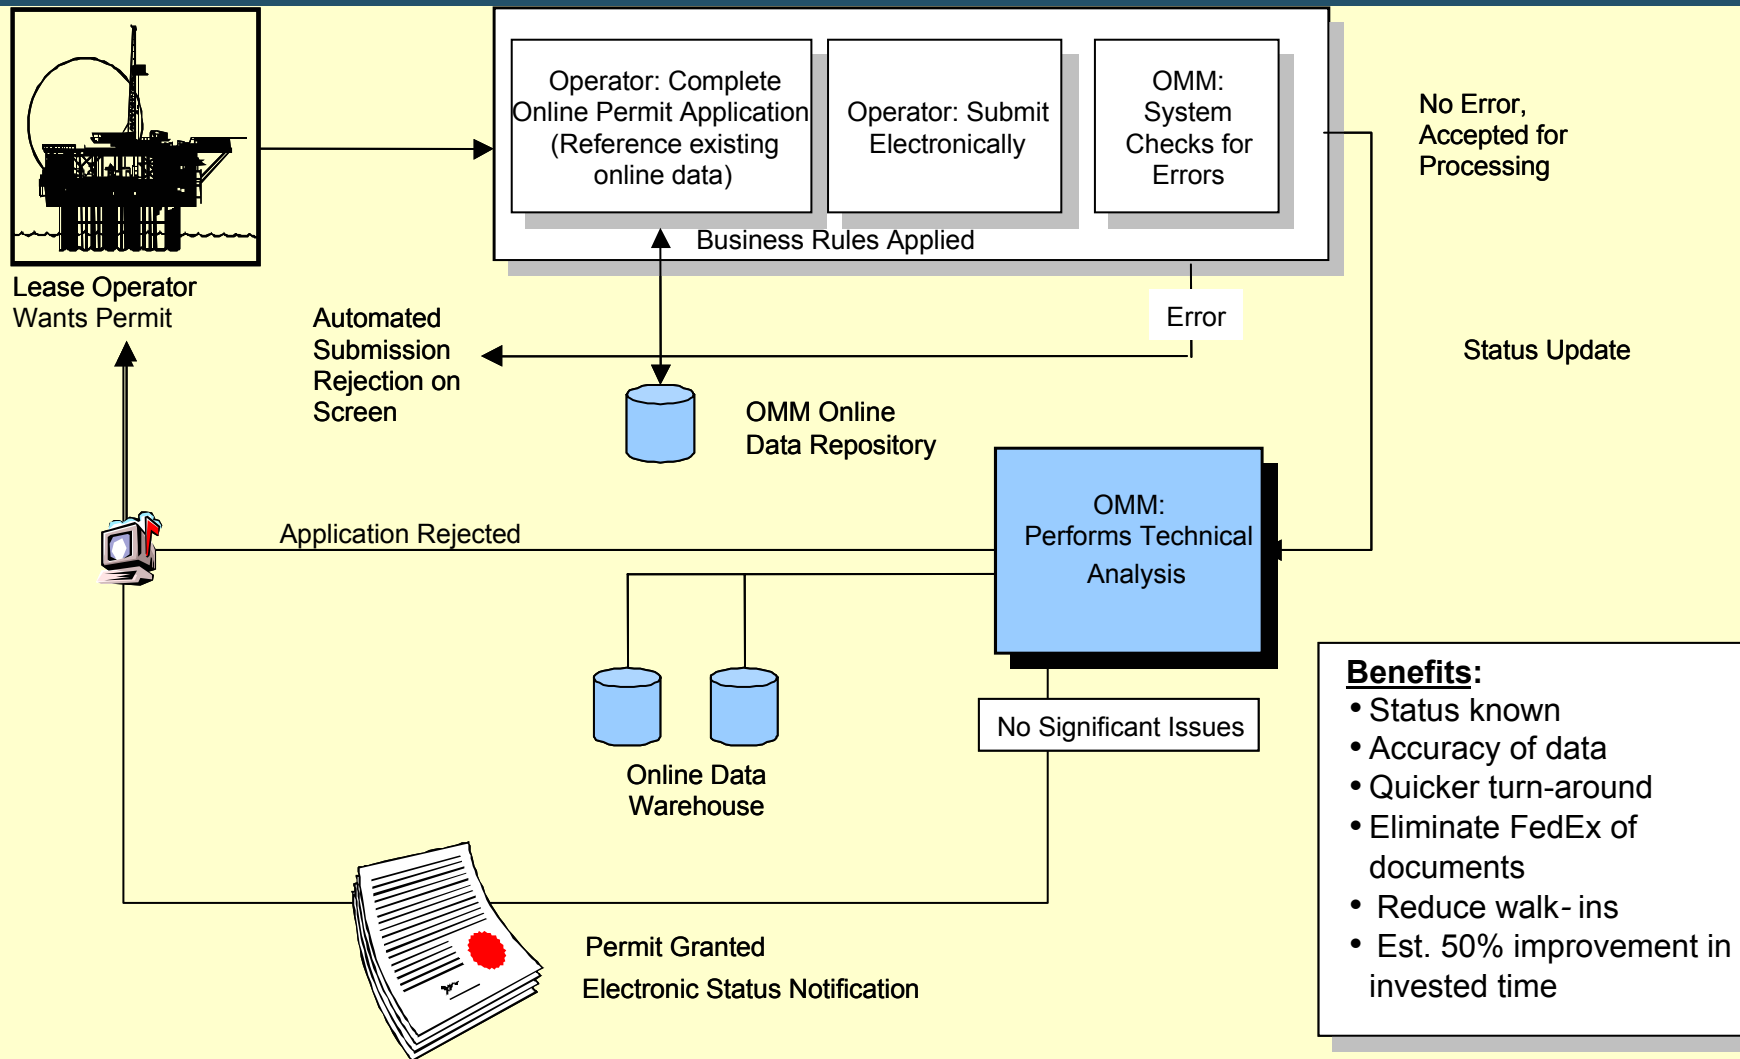 Operator: Complete
Online Permit Application
(Reference existing
online data)
Operator: Submit
Electronically
OMM:
System
Checks for
Errors
Business Rules Applied
No Error,
Accepted for
Processing
Lease Operator
Wants Permit
Automated
Submission
Rejection on
Screen
Error
Status Update
OMM Online
Data Repository
OMM:
Performs Technical
Analysis
Application Rejected
No Significant Issues
Online Data
Warehouse
Permit Granted
Electronic Status Notification
Benefits:
• Status known
• Accuracy of data
• Quicker turn-around
• Eliminate FedEx of
documents
• Reduce walk- ins
• Est. 50% improvement in
invested time